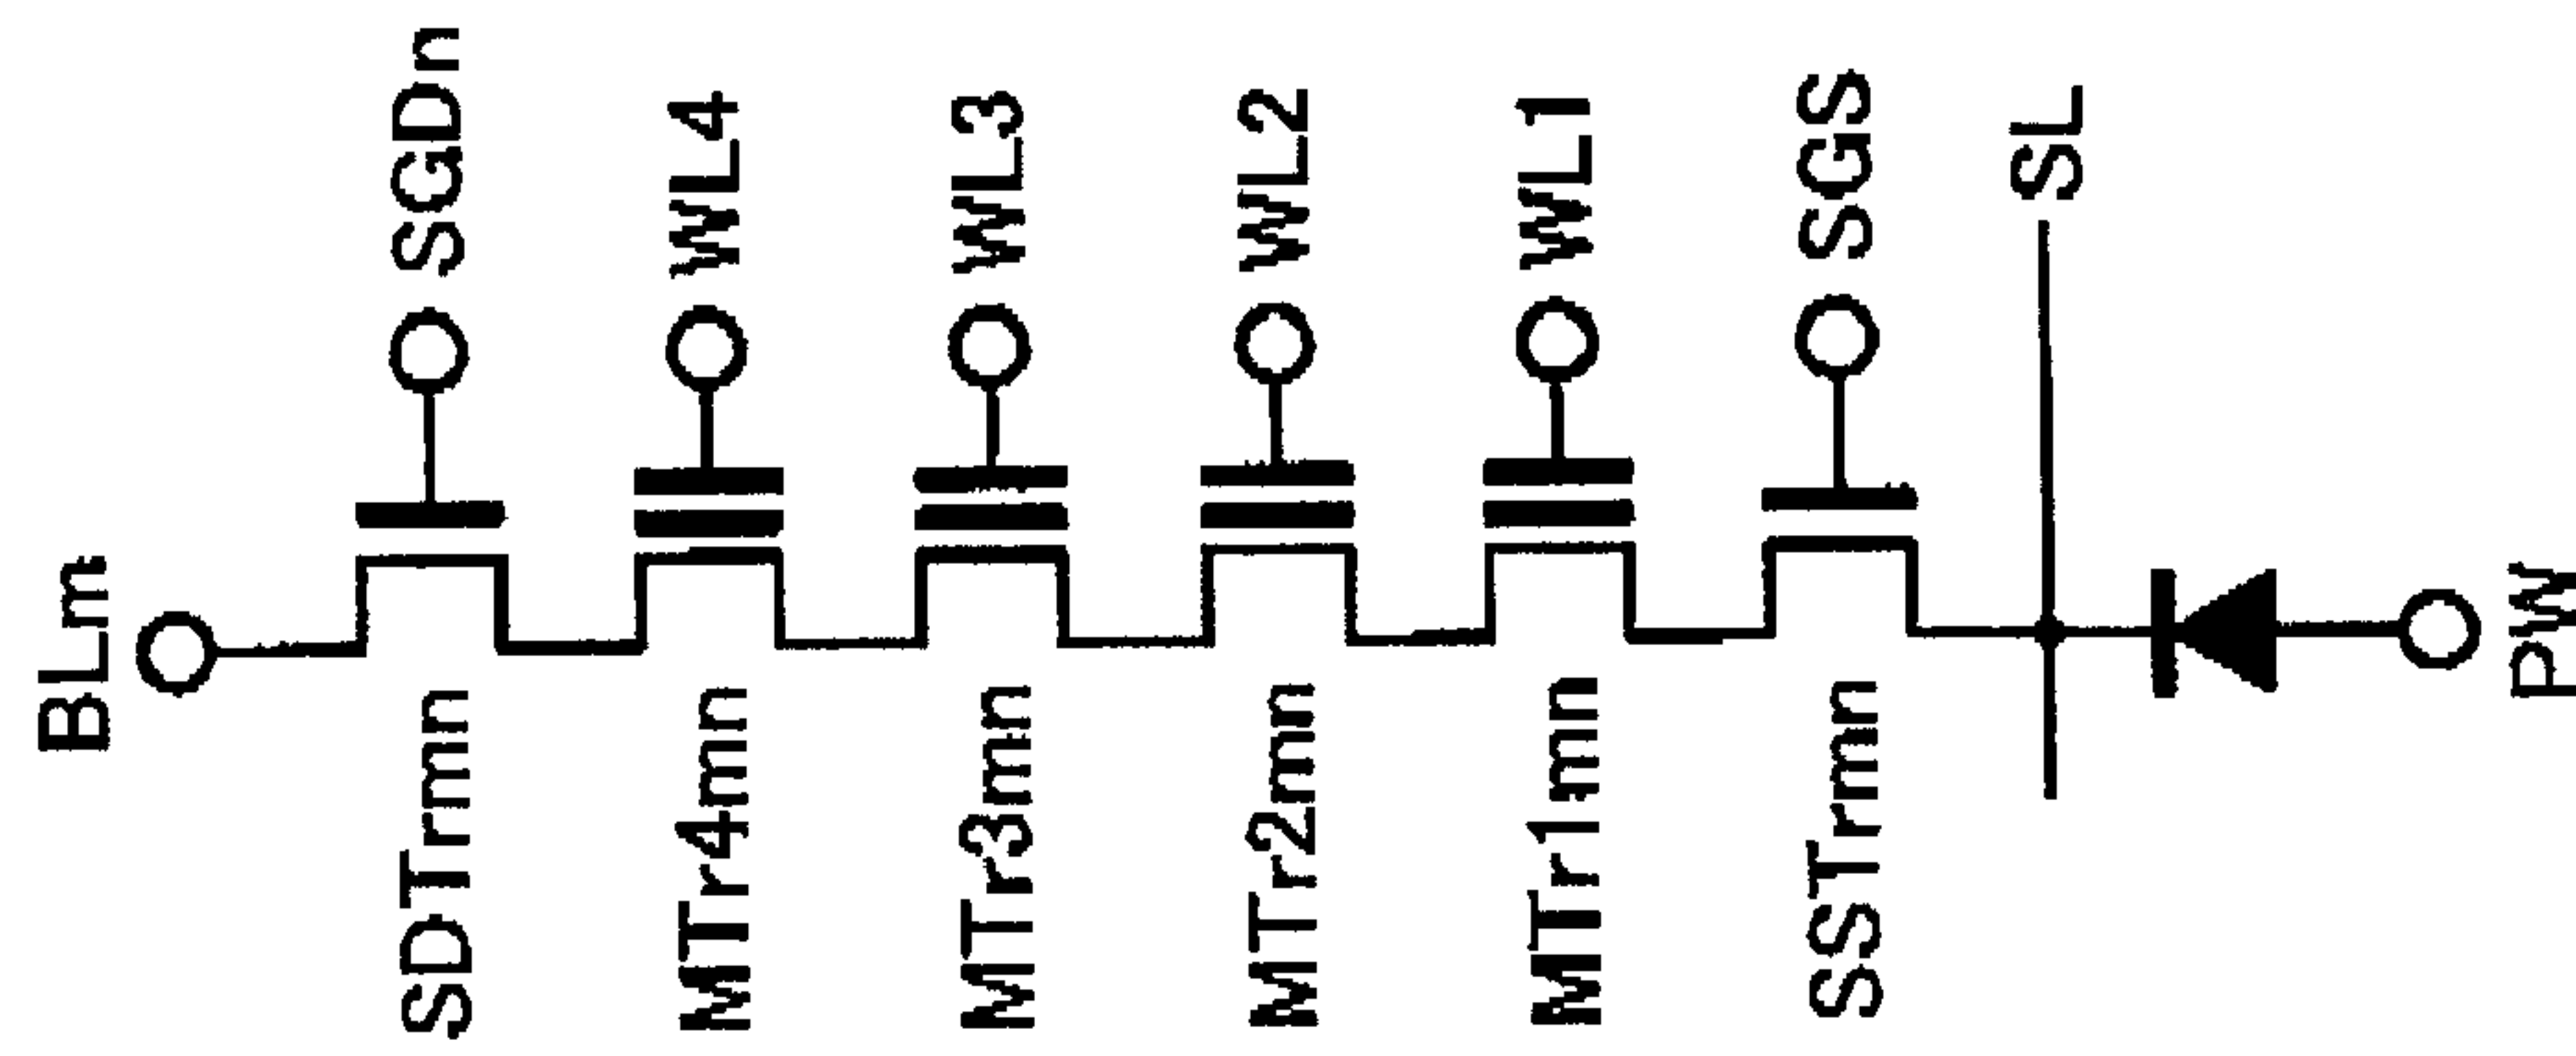 BLm
SDTrmn SGDn
MTr4mn WL4
MTr3mn WL3
MTr2mn WL2
MTr1mn WL1
SSTrmn SGS
SL
PW